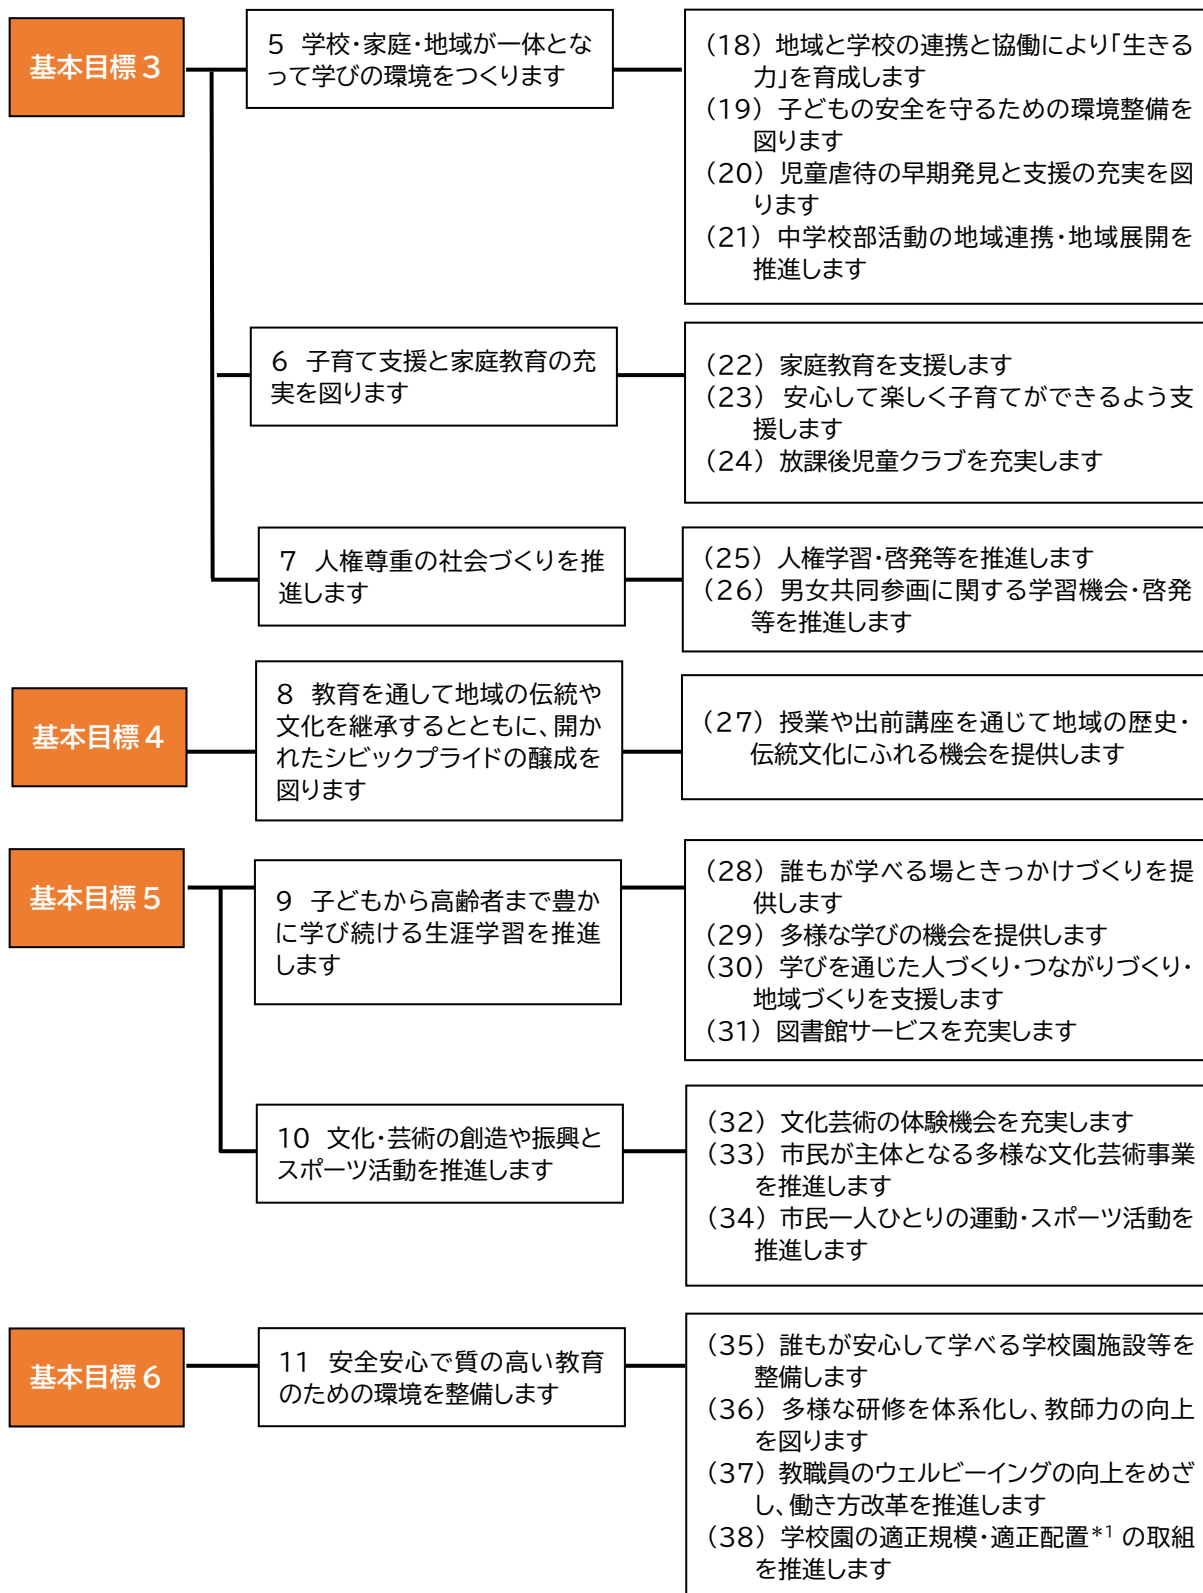 基本目標３
5 学校・家庭・地域が一体とな
って学びの環境をつくります
（18）地域と学校の連携と協働により「生きる
力」を育成します
（19）子どもの安全を守るための環境整備を
図ります
（20）児童虐待の早期発見と支援の充実を図
ります
（21）中学校部活動の地域連携・地域展開を
推進します
6 子育て支援と家庭教育の充
実を図ります
（22）家庭教育を支援します
（23）安心して楽しく子育てができるよう支
援します
（24）放課後児童クラブを充実します
7 人権尊重の社会づくりを推
進します
（25）人権学習・啓発等を推進します
（26）男女共同参画に関する学習機会・啓発
等を推進します
基本目標４
8 教育を通して地域の伝統や
文化を継承するとともに、開か
れたシビックプライドの醸成を
図ります
（27）授業や出前講座を通じて地域の歴史・
伝統文化にふれる機会を提供します
基本目標５
9 子どもから高齢者まで豊か
に学び続ける生涯学習を推進
します
（28）誰もが学べる場ときっかけづくりを提
供します
（29）多様な学びの機会を提供します
（30）学びを通じた人づくり・つながりづくり・
地域づくりを支援します
（31）図書館サービスを充実します
10 文化・芸術の創造や振興と
スポーツ活動を推進します
（32）文化芸術の体験機会を充実します
（33）市民が主体となる多様な文化芸術事業
を推進します
（34）市民一人ひとりの運動・スポーツ活動を
推進します
基本目標６
11 安全安心で質の高い教育
のための環境を整備します
（35）誰もが安心して学べる学校園施設等を
整備します
（36）多様な研修を体系化し、教師力の向上
を図ります
（37）教職員のウェルビーイングの向上をめざ
し、働き方改革を推進します
（38）学校園の適正規模・適正配置*1 の取組
を推進します